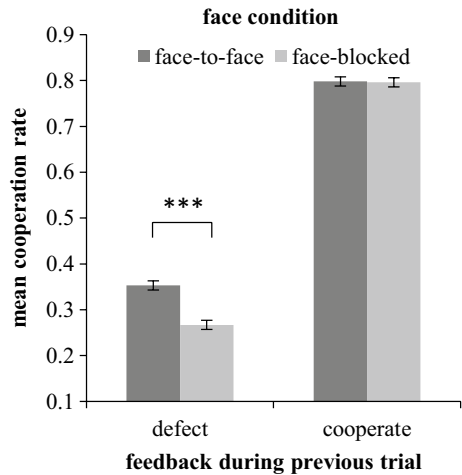 face condition
face-to-face face-blocked
0.9
0.8
0.7
0.6
0.5
0.4
0.3
0.2
0.1
***
mean cooperation rate
defect cooperate
feedback during previous trial